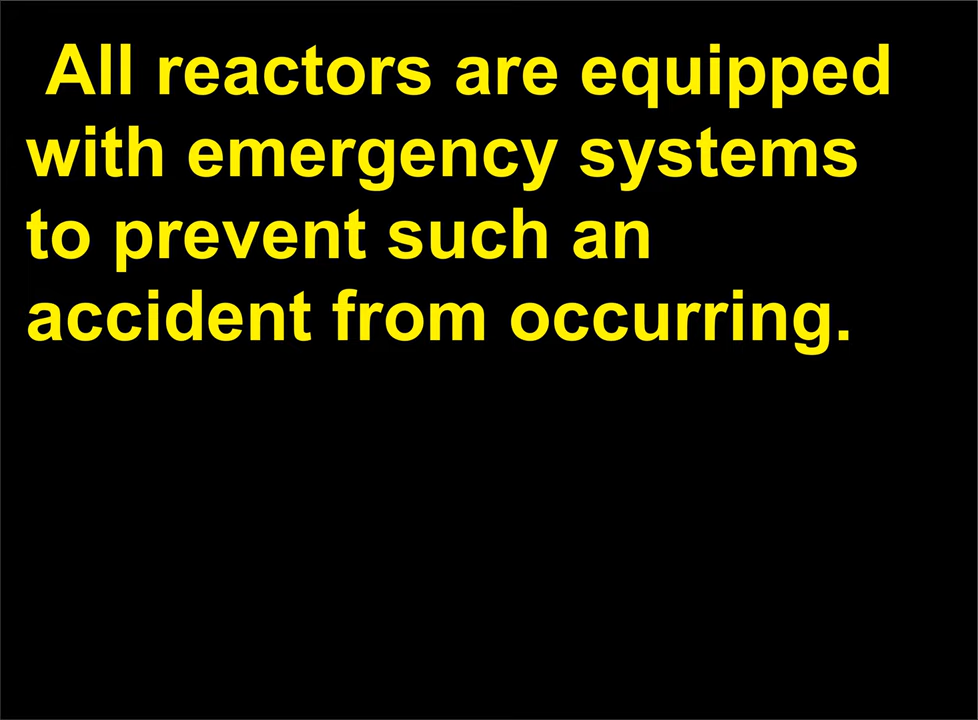 All reactors are equipped
with emergency systems
to prevent such an
accident from occurring.